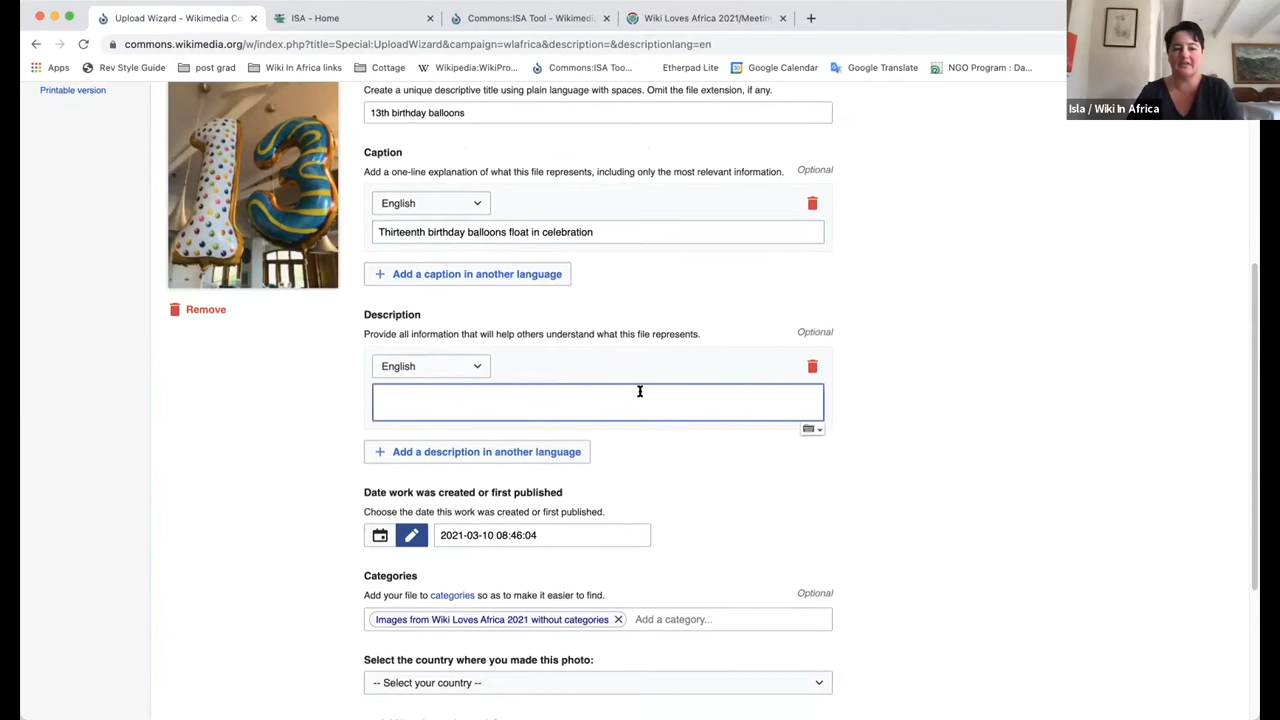 Upload Wizard - Wikimedia Co
ISA - Home
Commons:ISA Tool - Wikimedi
Wiki Loves Africa 2021/Meetin
commons.wikimedia.org/w/index.php?title=Special:UploadWizard&campaign=wlafrica&description=&descriptionlang=en
Apps
Rev Style Guide
post grad
Wiki In Africa links
Cottage
Wikipedia:WikiPro...
Commons:ISA Too...
Etherpad Lite
Google Calendar
Google Translate
NGO Program : Da...
Isla / Wiki In Africa
Printable version
Create a unique descriptive title using plain language with spaces. Omit the file extension, if any.
13th birthday balloons
13
Caption
Optional
Add a one-line explanation of what this file represents, including only the most relevant information.
English
Thirteenth birthday balloons float in celebration
+ Add a caption in another language
Remove
Description
Optional
Provide all information that will help others understand what this file represents.
English
+ Add a description in another language
Date work was created or first published
Choose the date this work was created or first published.
2021-03-10 08:46:04
Categories
Optional
Add your file to categories so as to make it easier to find.
Images from Wiki Loves Africa 2021 without categories
Add a category...
Select the country where you made this photo:
-- Select your country --